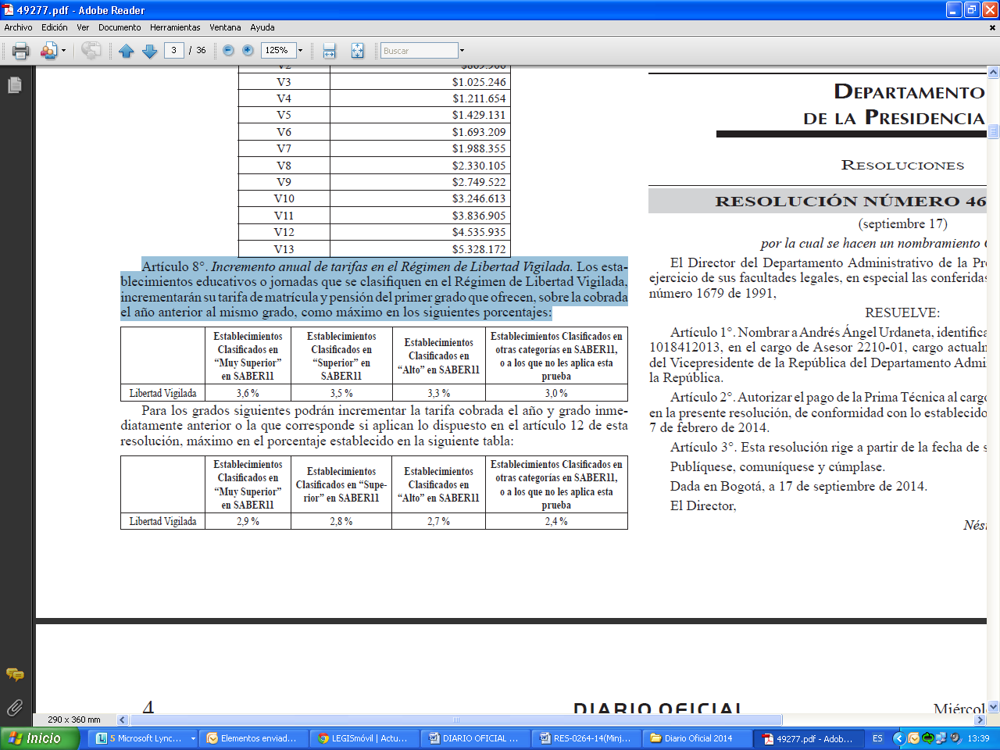 49277.pdf - Adobe Reader
Archivo Edición Ver Documento Herramientas Ventana Ayuda
3 / 36 125% Buscar
V3 $1.025.246
V4 $1.211.654
V5 $1.429.131
V6 $1.693.209
V7 $1.988.355
V8 $2.330.105
V9 $2.749.522
V10 $3.246.613
V11 $3.836.905
V12 $4.535.935
V13 $5.328.172
Artículo 8°. Incremento anual de tarifas en el Régimen de Libertad Vigilada. Los esta-
blecimientos educativos o jornadas que se clasifiquen en el Régimen de Libertad Vigilada,
incrementarán su tarifa de matrícula y pensión del primer grado que ofrecen, sobre la cobrada
el año anterior al mismo grado, como máximo en los siguientes porcentajes:
Establecimientos Clasificados en “Muy Superior” en SABER11
Establecimientos Clasificados en “Superior” en SABER11
Establecimientos Clasificados en “Alto” en SABER11
Establecimientos Clasificados en otras categorías en SABER11, o a los que no les aplica esta prueba
Libertad Vigilada 3,6 % 3,5 % 3,3 % 3,0 %
Para los grados siguientes podrán incrementar la tarifa cobrada el año y grado inme-
diatamente anterior o la que corresponde si aplican lo dispuesto en el artículo 12 de esta
resolución, máximo en el porcentaje establecido en la siguiente tabla:
Establecimientos Clasificados en “Muy Superior” en SABER11
Establecimientos Clasificados en “Supe-rior” en SABER11
Establecimientos Clasificados en “Alto” en SABER11
Establecimientos Clasificados en otras categorías en SABER11, o a los que no les aplica esta prueba
Libertad Vigilada 2,9 % 2,8 % 2,7 % 2,4 %
DEPARTAMENTO
DE LA PRESIDENCIA
RESOLUCIONES
RESOLUCIÓN NÚMERO 46
(septiembre 17)
por la cual se hacen un nombramiento
El Director del Departamento Administrativo de la
ejercicio de sus facultades legales, en especial las conferidas
número 1679 de 1991,
RESUELVE:
Artículo 1°. Nombrar a Andrés Ángel Urdaneta,
1018412013, en el cargo de Asesor 2210-01, cargo
del Vicepresidente de la República del Departamento
la República.
Artículo 2°. Autorizar el pago de la Prima Técnica al cargo
en la presente resolución, de conformidad con lo establecido
7 de febrero de 2014.
Artículo 3°. Esta resolución rige a partir de la fecha de
Publíquese, comuníquese y cúmplase.
Dada en Bogotá, a 17 de septiembre de 2014.
El Director,
4 DIARIO OFICIAL
290 x 360 mm
Inicio 5 Microsoft Lync... Elementos enviad... LEGISmóvil | Actu... DIARIO OFICIAL ... RES-0264-14(Minj... Diario Oficial 2014 49277.pdf - Adob... ES 13:39